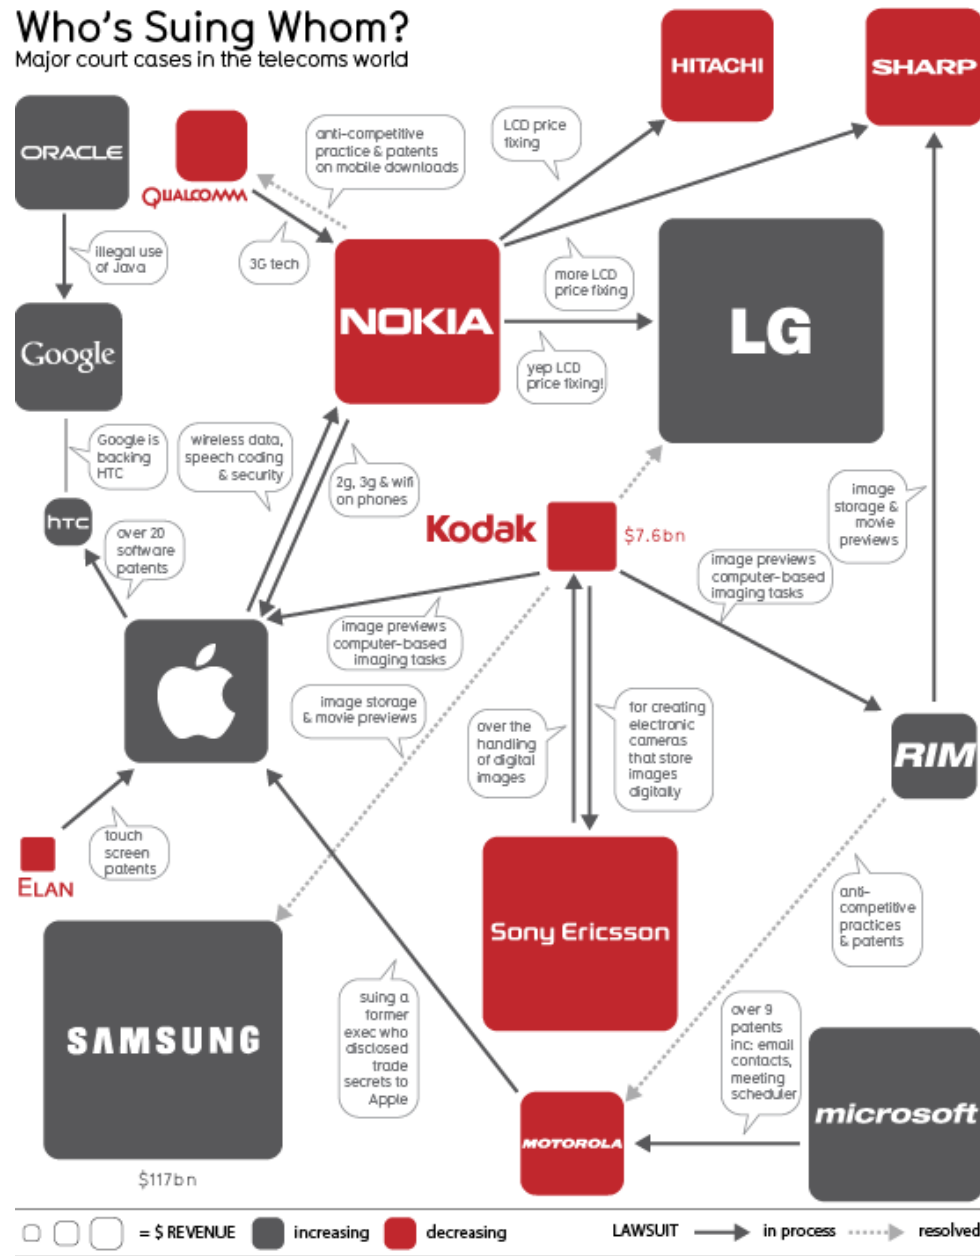 Who's Suing Whom?
Major court cases in the telecoms world
HITACHI
SHARP
ORACLE
QUALCOMM
anti-competitive
practice & patents
on mobile downloads
LCD price
fixing
illegal use
of Java
3G tech
more LCD
price fixing
NOKIA
LG
Google
yep LCD
price fixing!
Google is
backing
HTC
wireless data,
speech coding
& security
2g, 3g & wifi
on phones
hTC
over 20
software
patents
Kodak
$7.6bn
image
storage &
movie
previews
image previews
computer-based
imaging tasks
image previews
computer-based
imaging tasks
image storage
& movie previews
over the
handling
of digital
images
for creating
electronic
cameras
that store
images
digitally
RIM
touch
screen
patents
ELAN
anti-
competitive
practices
& patents
Sony Ericsson
SAMSUNG
suing a
former
exec who
disclosed
trade
secrets to
Apple
over 9
patents
inc: email
contacts,
meeting
scheduler
microsoft
MOTOROLA
$117bn
= $ REVENUE increasing decreasing LAWSUIT in process resolved